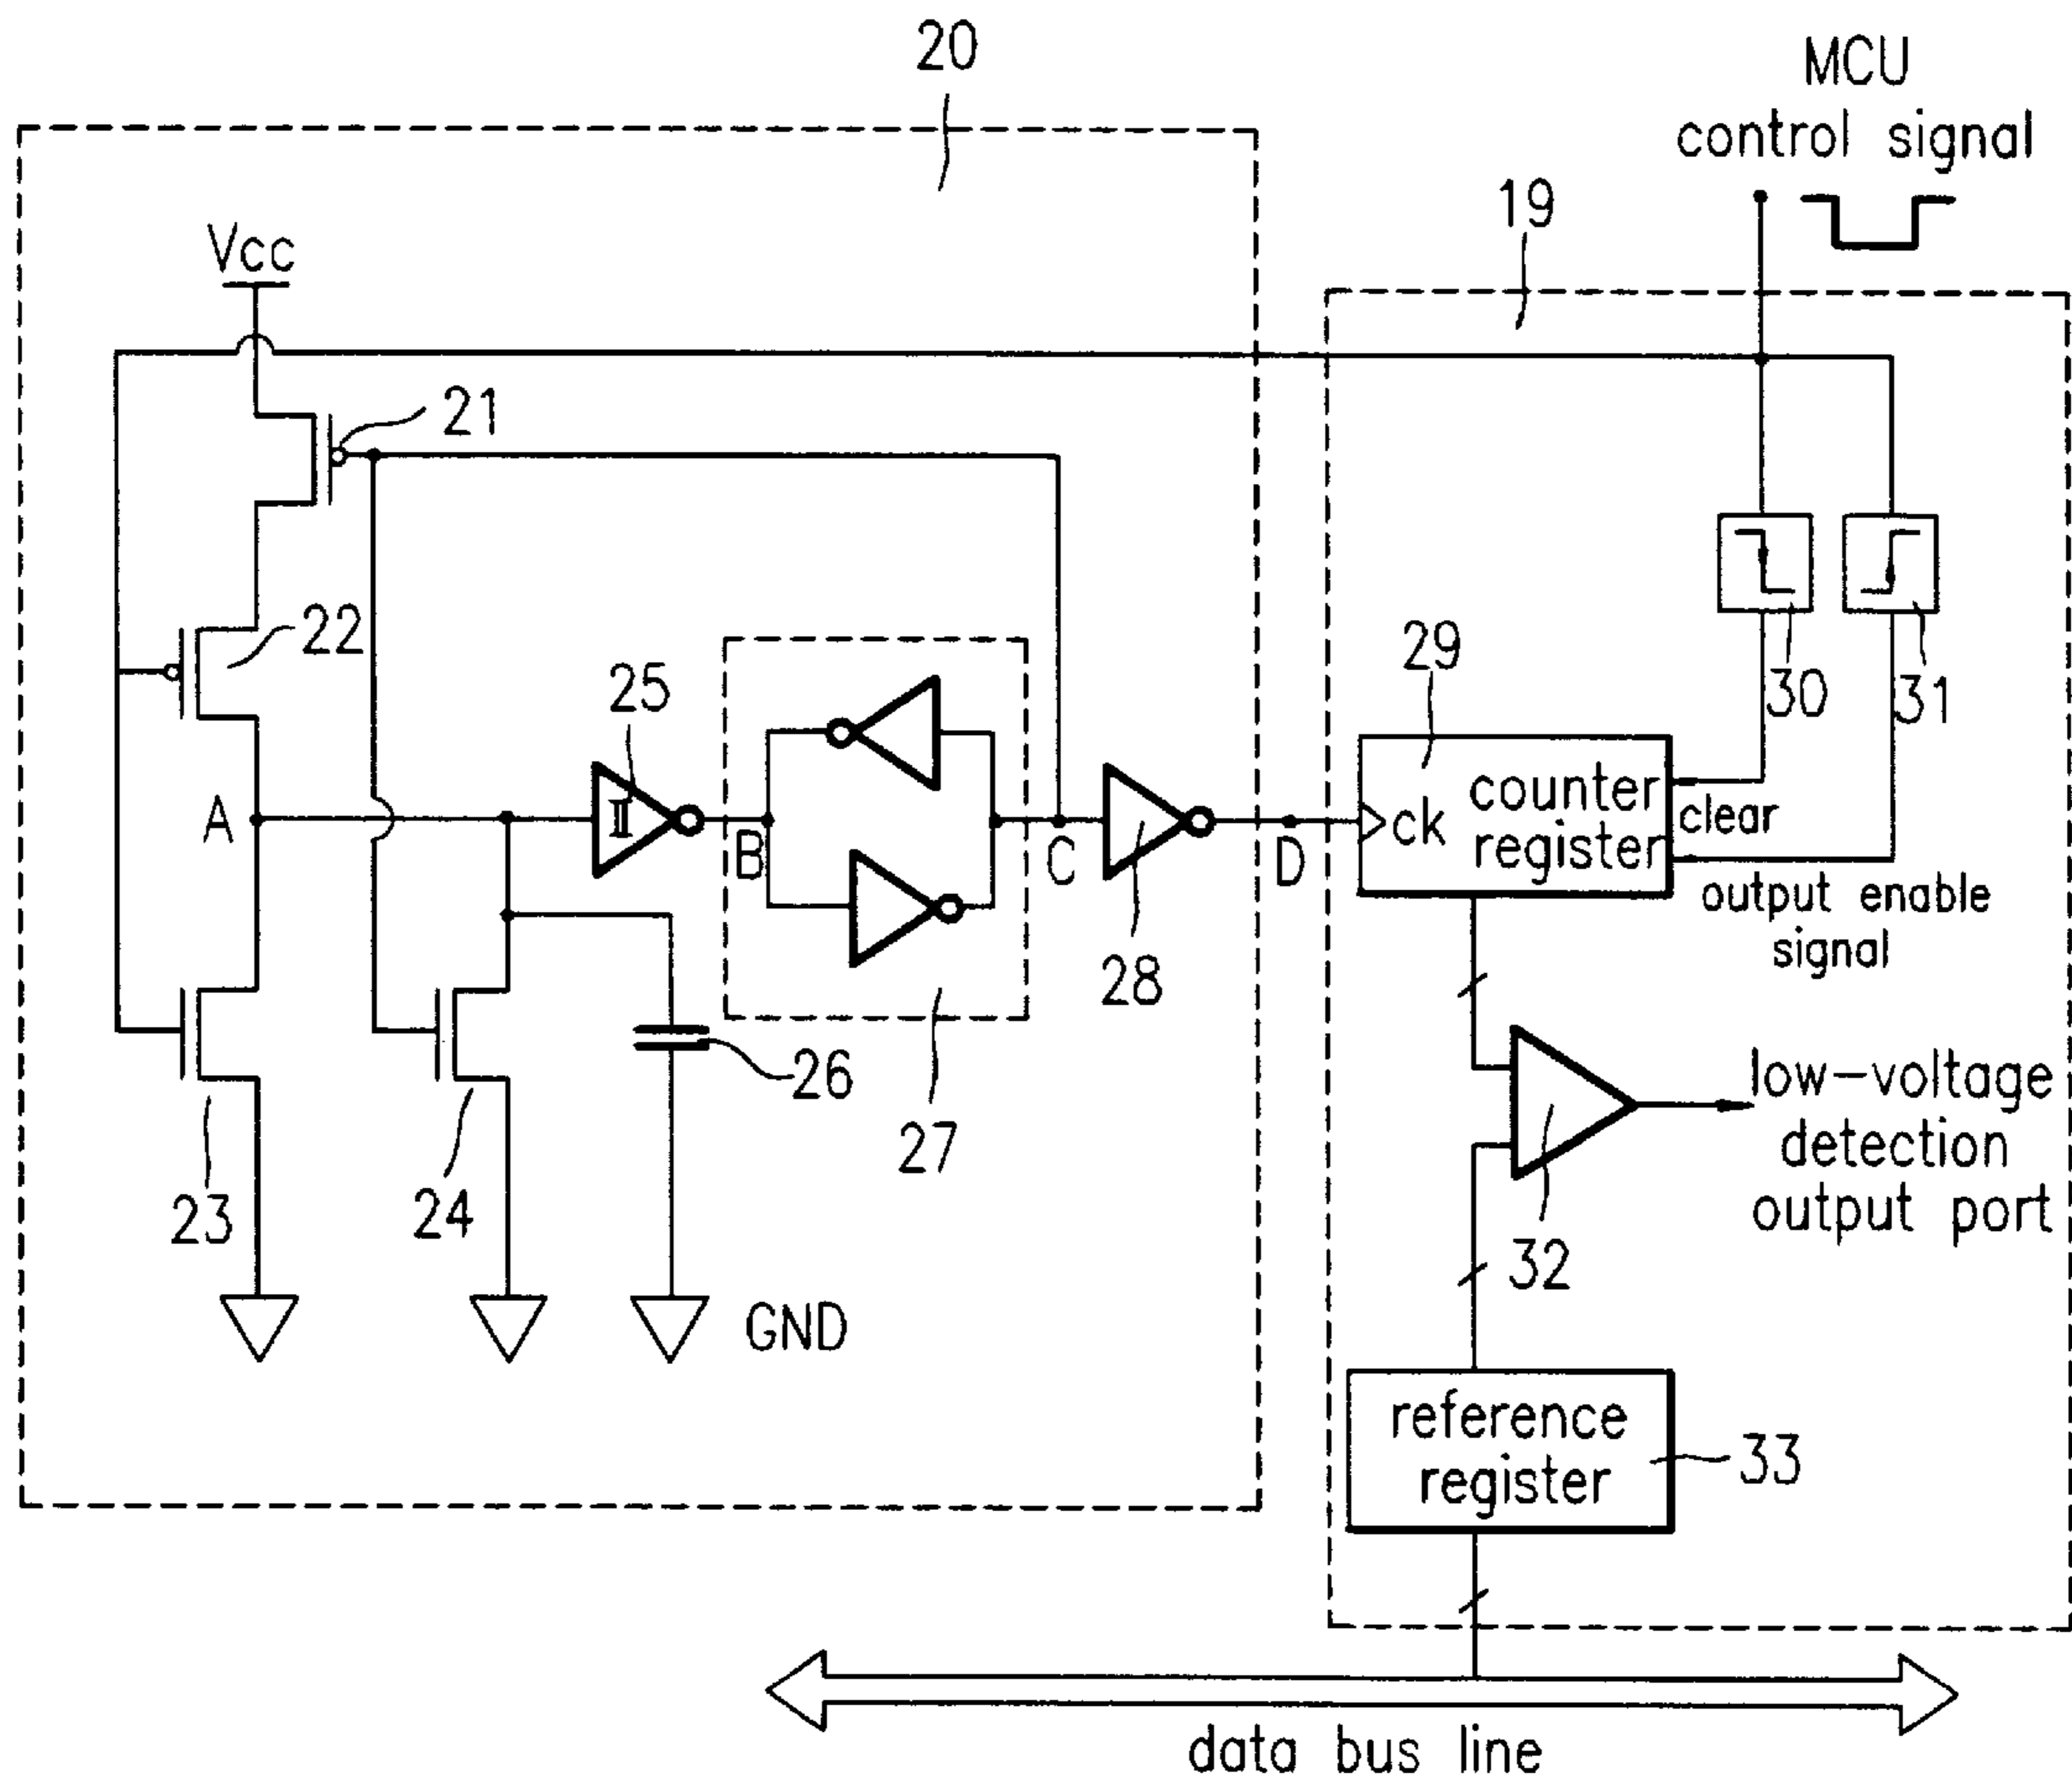 20
MCU
control signal
19
Vcc
21
22
25
29
30
31
A
B
C
D
ck
counter
register
clear
output enable
signal
28
26
27
23
24
low-voltage
detection
output port
32
GND
reference
register
33
data bus line